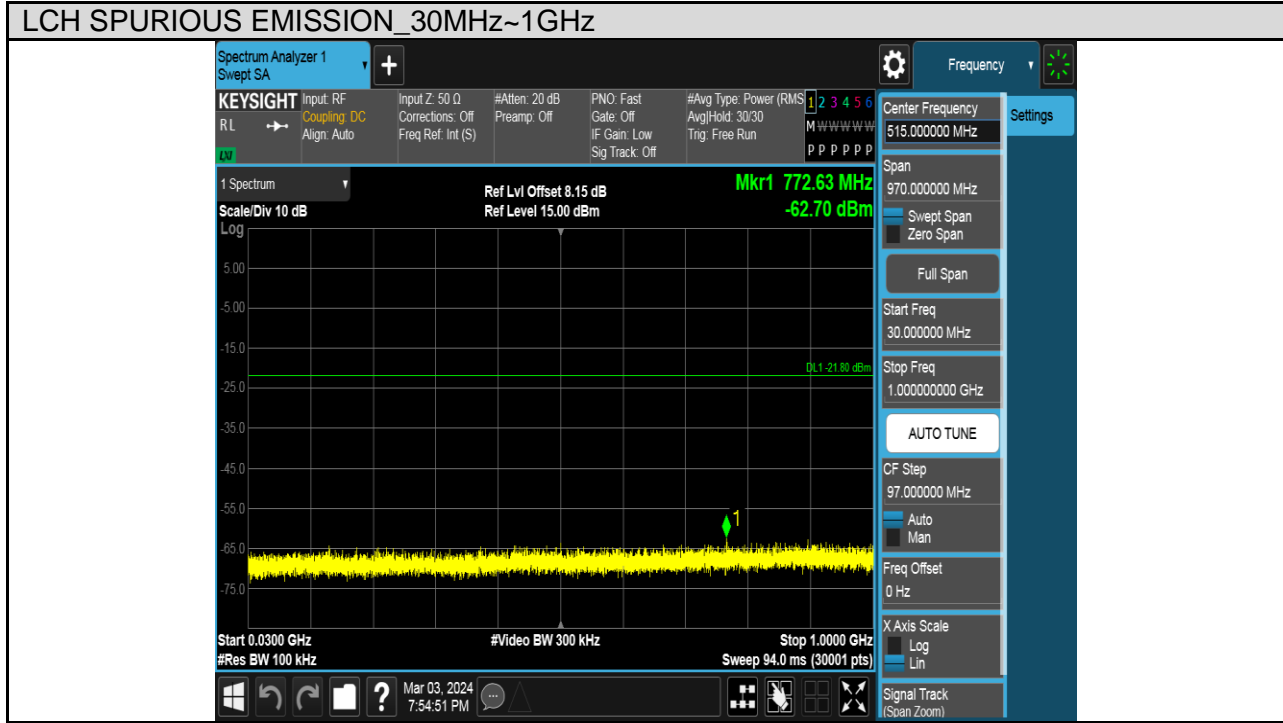 LCH SPURIOUS EMISSION_30MHz~1GHz
Spectrum Analyzer 1
Swept SA
+
Frequency
KEYSIGHT
RL
LXI
Input: RF
Coupling: DC
Align: Auto
Input Z: 50 Ω
Corrections: Off
Freq Ref: Int (S)
#Atten: 20 dB
Preamp: Off
PNO: Fast
Gate: Off
IF Gain: Low
Sig Track: Off
#Avg Type: Power (RMS
Avg|Hold: 30/30
Trig: Free Run
1 2 3 4 5 6
M W W W W W
P P P P P P
1 Spectrum
Scale/Div 10 dB
Ref Lvl Offset 8.15 dB
Ref Level 15.00 dBm
Mkr1 772.63 MHz
-62.70 dBm
Log
5.00
-5.00
-15.0
DL1 -21.80 dBm
-25.0
-35.0
-45.0
-55.0
1
-65.0
-75.0
Start 0.0300 GHz
#Video BW 300 kHz
Stop 1.0000 GHz
#Res BW 100 kHz
Sweep 94.0 ms (30001 pts)
?
Mar 03, 2024
7:54:51 PM
Center Frequency
515.000000 MHz
Settings
Span
970.000000 MHz
Swept Span
Zero Span
Full Span
Start Freq
30.000000 MHz
Stop Freq
1.000000000 GHz
AUTO TUNE
CF Step
97.000000 MHz
Auto
Man
Freq Offset
0 Hz
X Axis Scale
Log
Lin
Signal Track
(Span Zoom)